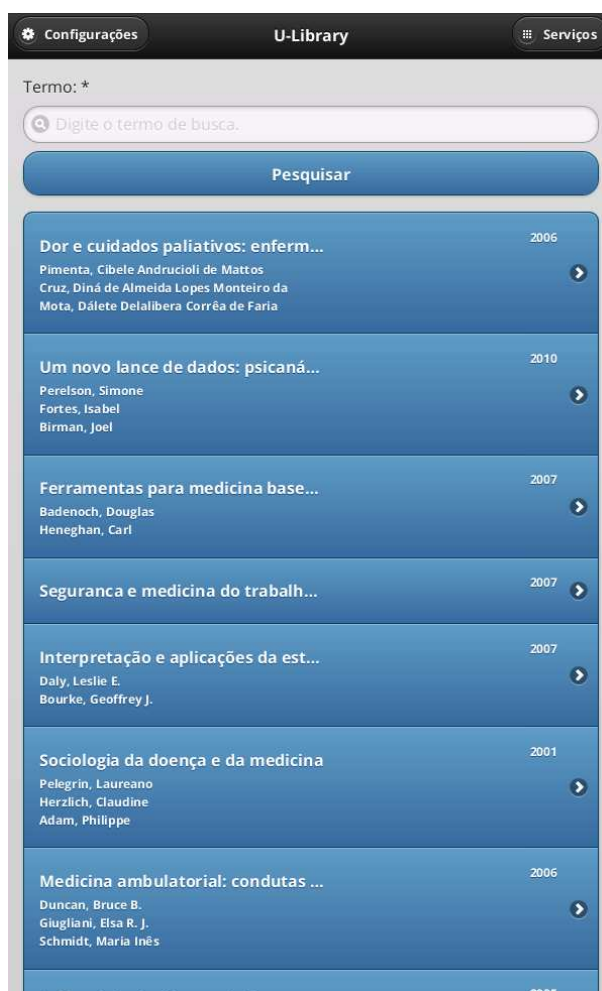 Configurações
U-Library
Serviços
Termo: *
Digite o termo de busca.
Pesquisar
Dor e cuidados paliativos: enferm...
2006
Pimenta, Cibele Andrucioli de Mattos
Cruz, Diná de Almeida Lopes Monteiro da
Mota, Dálete Delalibera Corrêa de Faria
Um novo lance de dados: psicaná...
2010
Perelson, Simone
Fortes, Isabel
Birman, Joel
Ferramentas para medicina base...
2007
Badenoch, Douglas
Heneghan, Carl
Seguranca e medicina do trabalh...
2007
Interpretação e aplicações da est...
2007
Daly, Leslie E.
Bourke, Geoffrey J.
Sociologia da doença e da medicina
2001
Pelegrin, Laureano
Herzlich, Claudine
Adam, Philippe
Medicina ambulatorial: condutas ...
2006
Duncan, Bruce B.
Giugliani, Elsa R. J.
Schmidt, Maria Inês